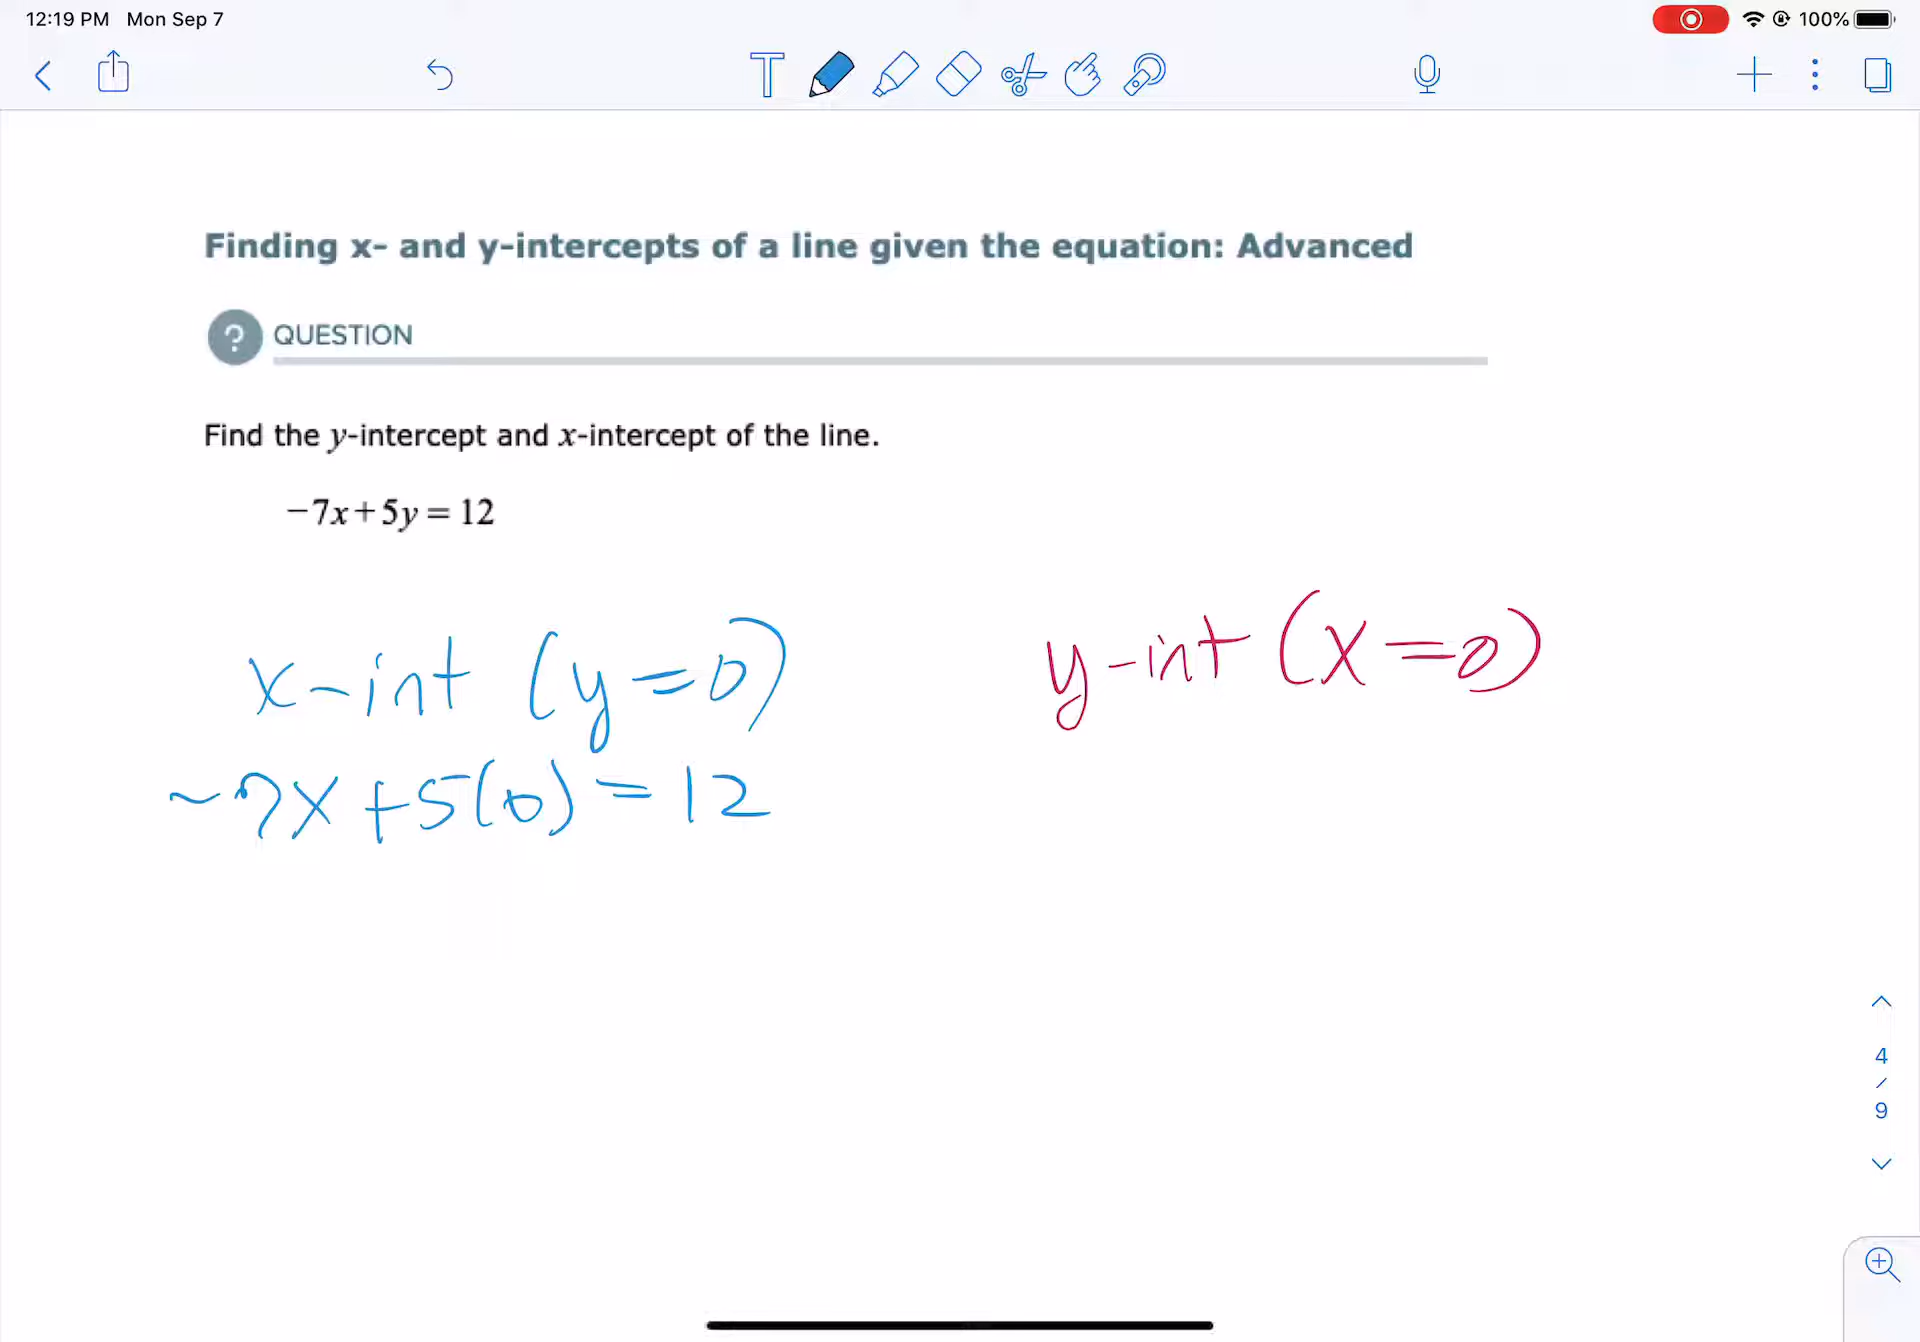 12:19 PM Mon Sep 7
100%
T
Finding x- and y-intercepts of a line given the equation: Advanced
? QUESTION
Find the y-intercept and x-intercept of the line.
−7x+5y = 12
x-int (y=0)
y-int (x=0)
-7x +5(0) = 12
4
/
9